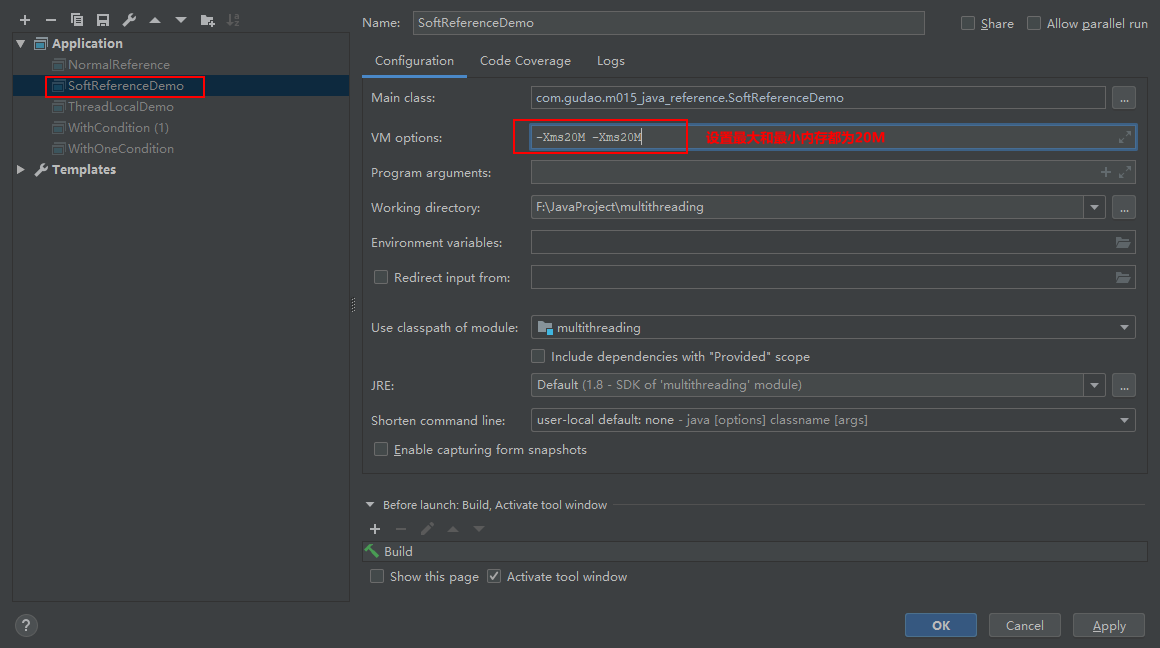 Name: SoftReferenceDemo Share Allow parallel run
Application
NormalReference
SoftReferenceDemo
ThreadLocalDemo
WithCondition (1)
WithOneCondition
Templates
Configuration Code Coverage Logs
Main class: com.gudao.m015_java_reference.SoftReferenceDemo ...
VM options: -Xms20M -Xms20M 设置最大和最小内存都为20M
Program arguments:
Working directory: F:\JavaProject\multithreading ...
Environment variables:
Redirect input from:
Use classpath of module: multithreading
Include dependencies with "Provided" scope
JRE: Default (1.8 - SDK of 'multithreading' module) ...
Shorten command line: user-local default: none - java [options] classname [args]
Enable capturing form snapshots
Before launch: Build, Activate tool window
Build
Show this page Activate tool window
? OK Cancel Apply